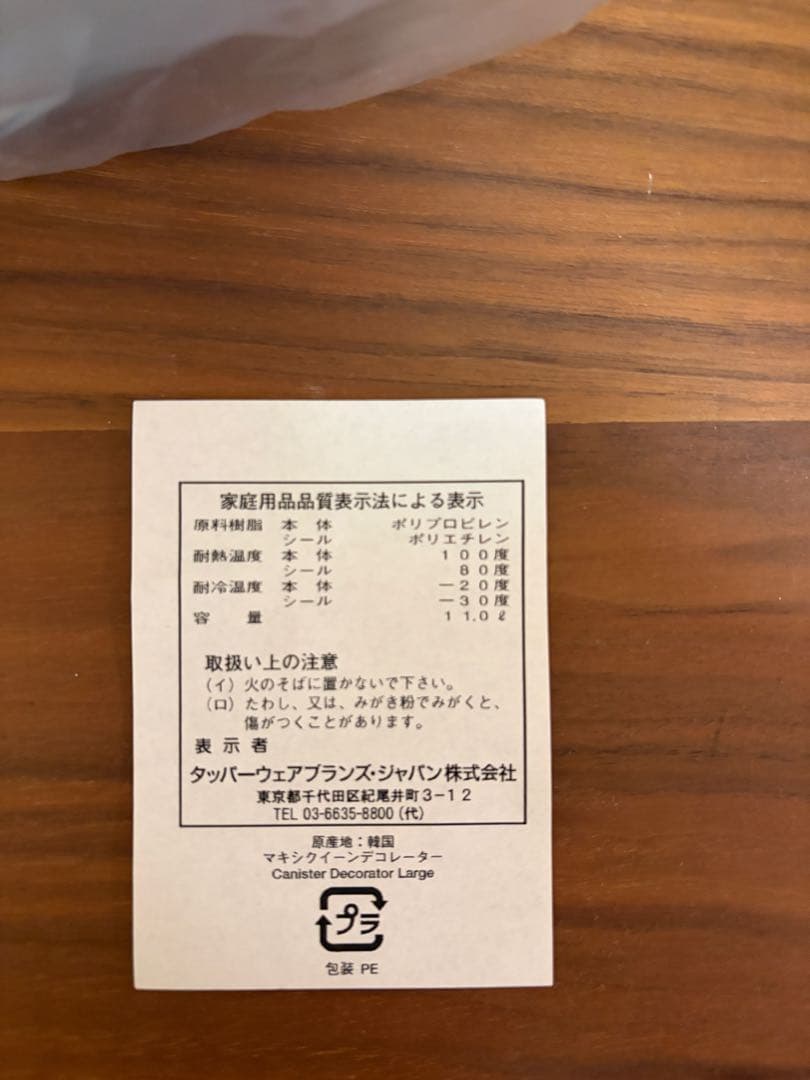 家庭用品品質表示法による表示
原料樹脂 本体 ポリプロピレン
シール ポリエチレン
耐熱温度 本体 100度
シール 80度
耐冷温度 本体 −20度
シール −30度
容量 11.0ℓ
取扱い上の注意
（イ）火のそばに置かないで下さい。
（ロ）たわし、又は、みがき粉でみがくと、
傷がつくことがあります。
表示者
タッパーウェアブランズ・ジャパン株式会社
東京都千代田区紀尾井町3−12
TEL 03-6635-8800（代）
原産地：韓国
マキシクイーンデコレーター
Canister Decorator Large
プラ
包装 PE